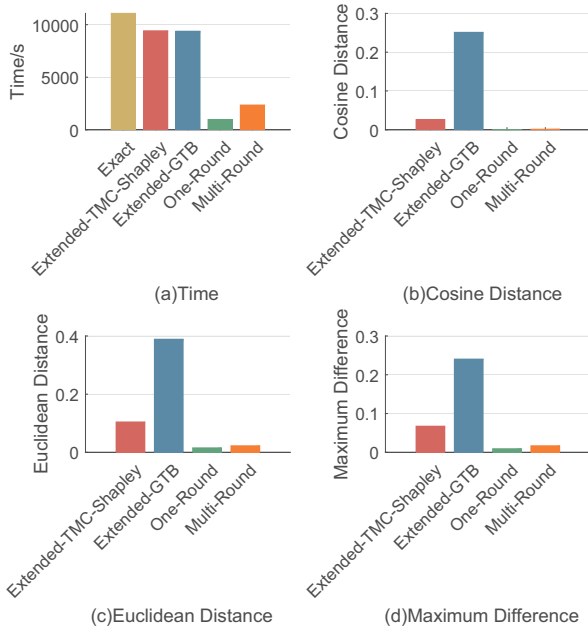 Time/s
10000
5000
0
Exact
Extended-TMC-Shapley
Extended-GTB
One-Round
Multi-Round
(a)Time
Cosine Distance
0.3
0.2
0.1
0
Extended-TMC-Shapley
Extended-GTB
One-Round
Multi-Round
(b)Cosine Distance
Euclidean Distance
0.4
0.2
0
Extended-TMC-Shapley
Extended-GTB
One-Round
Multi-Round
(c)Euclidean Distance
Maximum Difference
0.3
0.2
0.1
0
Extended-TMC-Shapley
Extended-GTB
One-Round
Multi-Round
(d)Maximum Difference